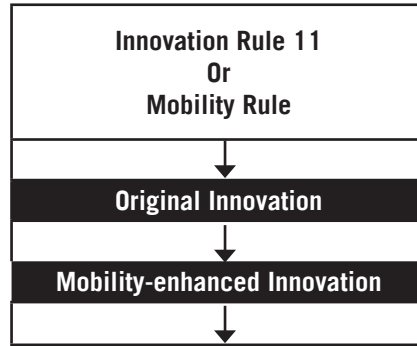 Innovation Rule 11
Or
Mobility Rule
Original Innovation
Mobility-enhanced Innovation